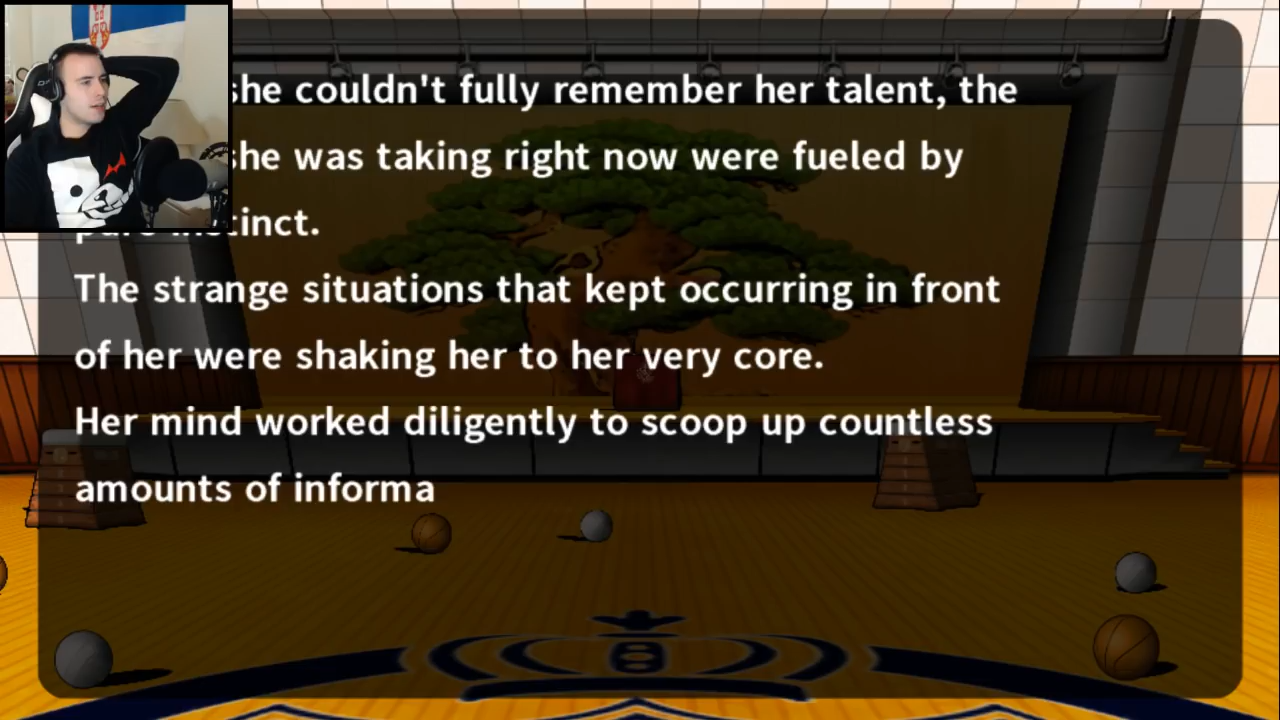 she couldn't fully remember her talent, the
she was taking right now were fueled by
The strange situations that kept occurring in front
of her were shaking her to her very core.
Her mind worked diligently to scoop up countless
amounts of informa